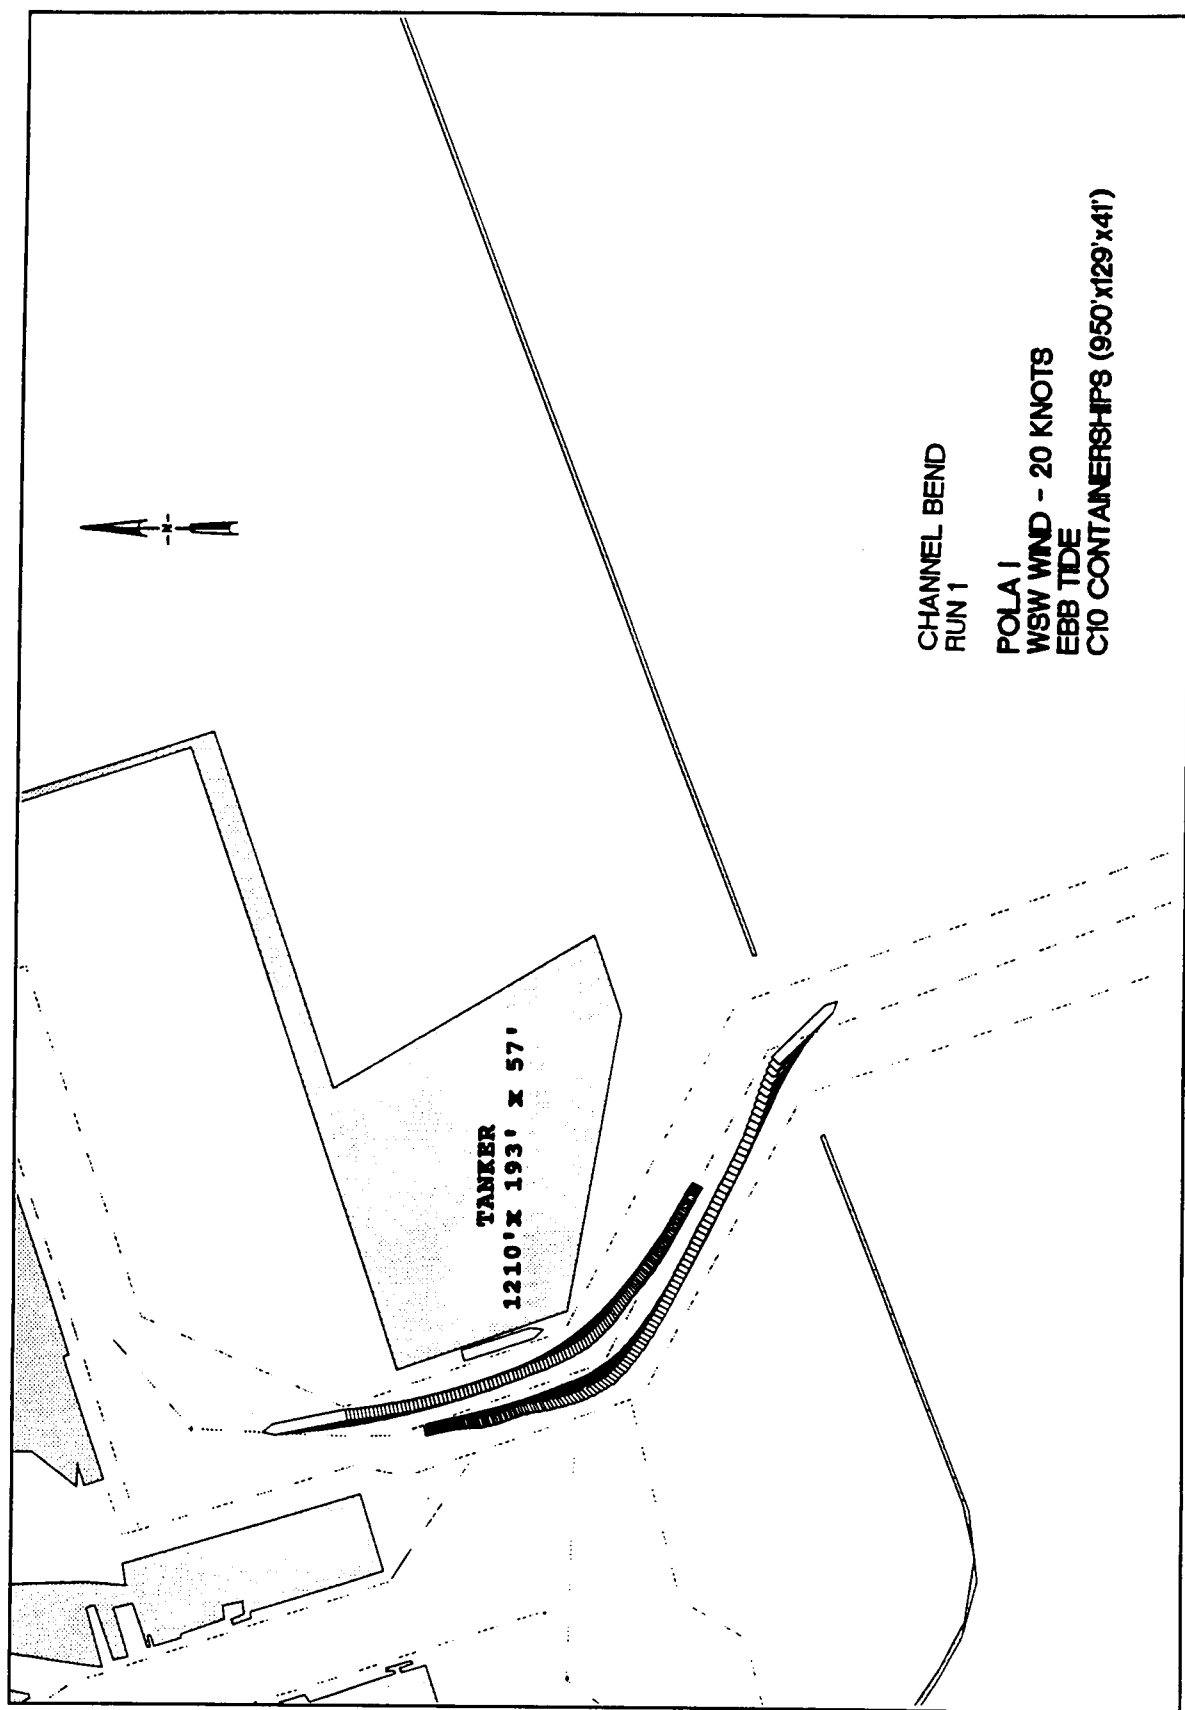 -N-
TANKER
1210'X 193' X 57'
CHANNEL BEND
RUN 1
POLA I
WSW WIND - 20 KNOTS
EBB TIDE
C10 CONTAINERSHIPS (950'x129'x41')